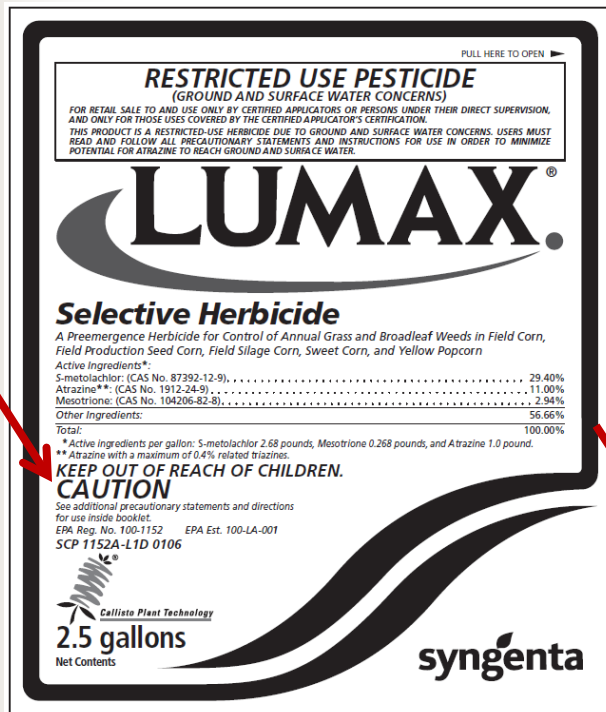 PULL HERE TO OPEN
RESTRICTED USE PESTICIDE
(GROUND AND SURFACE WATER CONCERNS)
FOR RETAIL SALE TO AND USE ONLY BY CERTIFIED APPLICATORS OR PERSONS UNDER THEIR DIRECT SUPERVISION,
AND ONLY FOR THOSE USES COVERED BY THE CERTIFIED APPLICATOR'S CERTIFICATION.
THIS PRODUCT IS A RESTRICTED-USE HERBICIDE DUE TO GROUND AND SURFACE WATER CONCERNS. USERS MUST
READ AND FOLLOW ALL PRECAUTIONARY STATEMENTS AND INSTRUCTIONS FOR USE IN ORDER TO MINIMIZE
POTENTIAL FOR ATRAZINE TO REACH GROUND AND SURFACE WATER.
LUMAX®
Selective Herbicide
A Preemergence Herbicide for Control of Annual Grass and Broadleaf Weeds in Field Corn,
Field Production Seed Corn, Field Silage Corn, Sweet Corn, and Yellow Popcorn
Active Ingredients*:
S-metolachlor: (CAS No. 87392-12-9). . . . . . . . . . . . . . . . . . . . . . . . . . . . . . 29.40%
Atrazine**: (CAS No. 1912-24-9) . . . . . . . . . . . . . . . . . . . . . . . . . . . . . . 11.00%
Mesotrione: (CAS No. 104206-82-8). . . . . . . . . . . . . . . . . . . . . . . . . . . . . . 2.94%
Other Ingredients: 56.66%
Total: 100.00%
* Active ingredients per gallon: S-metolachlor 2.68 pounds, Mesotrione 0.268 pounds, and Atrazine 1.0 pound.
** Atrazine with a maximum of 0.4% related triazines.
KEEP OUT OF REACH OF CHILDREN.
CAUTION
See additional precautionary statements and directions
for use inside booklet.
EPA Reg. No. 100-1152 EPA Est. 100-LA-001
SCP 1152A-L1D 0106
®
Callisto Plant Technology
2.5 gallons
Net Contents
syngenta